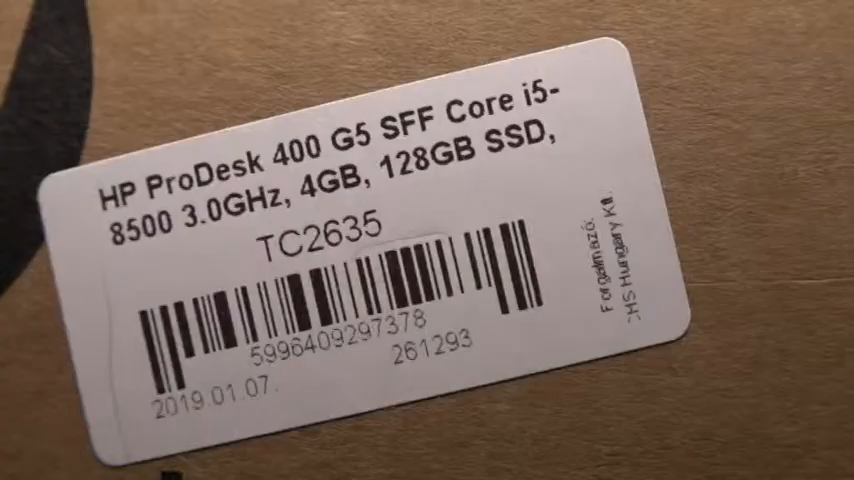 HP ProDesk 400 G5 SFF Core i5-
8500 3.0GHz, 4GB, 128GB SSD,
TC2635
5996409297378
2019.01.07.
261293
Forgalmazó:
CHS Hungary Kft.